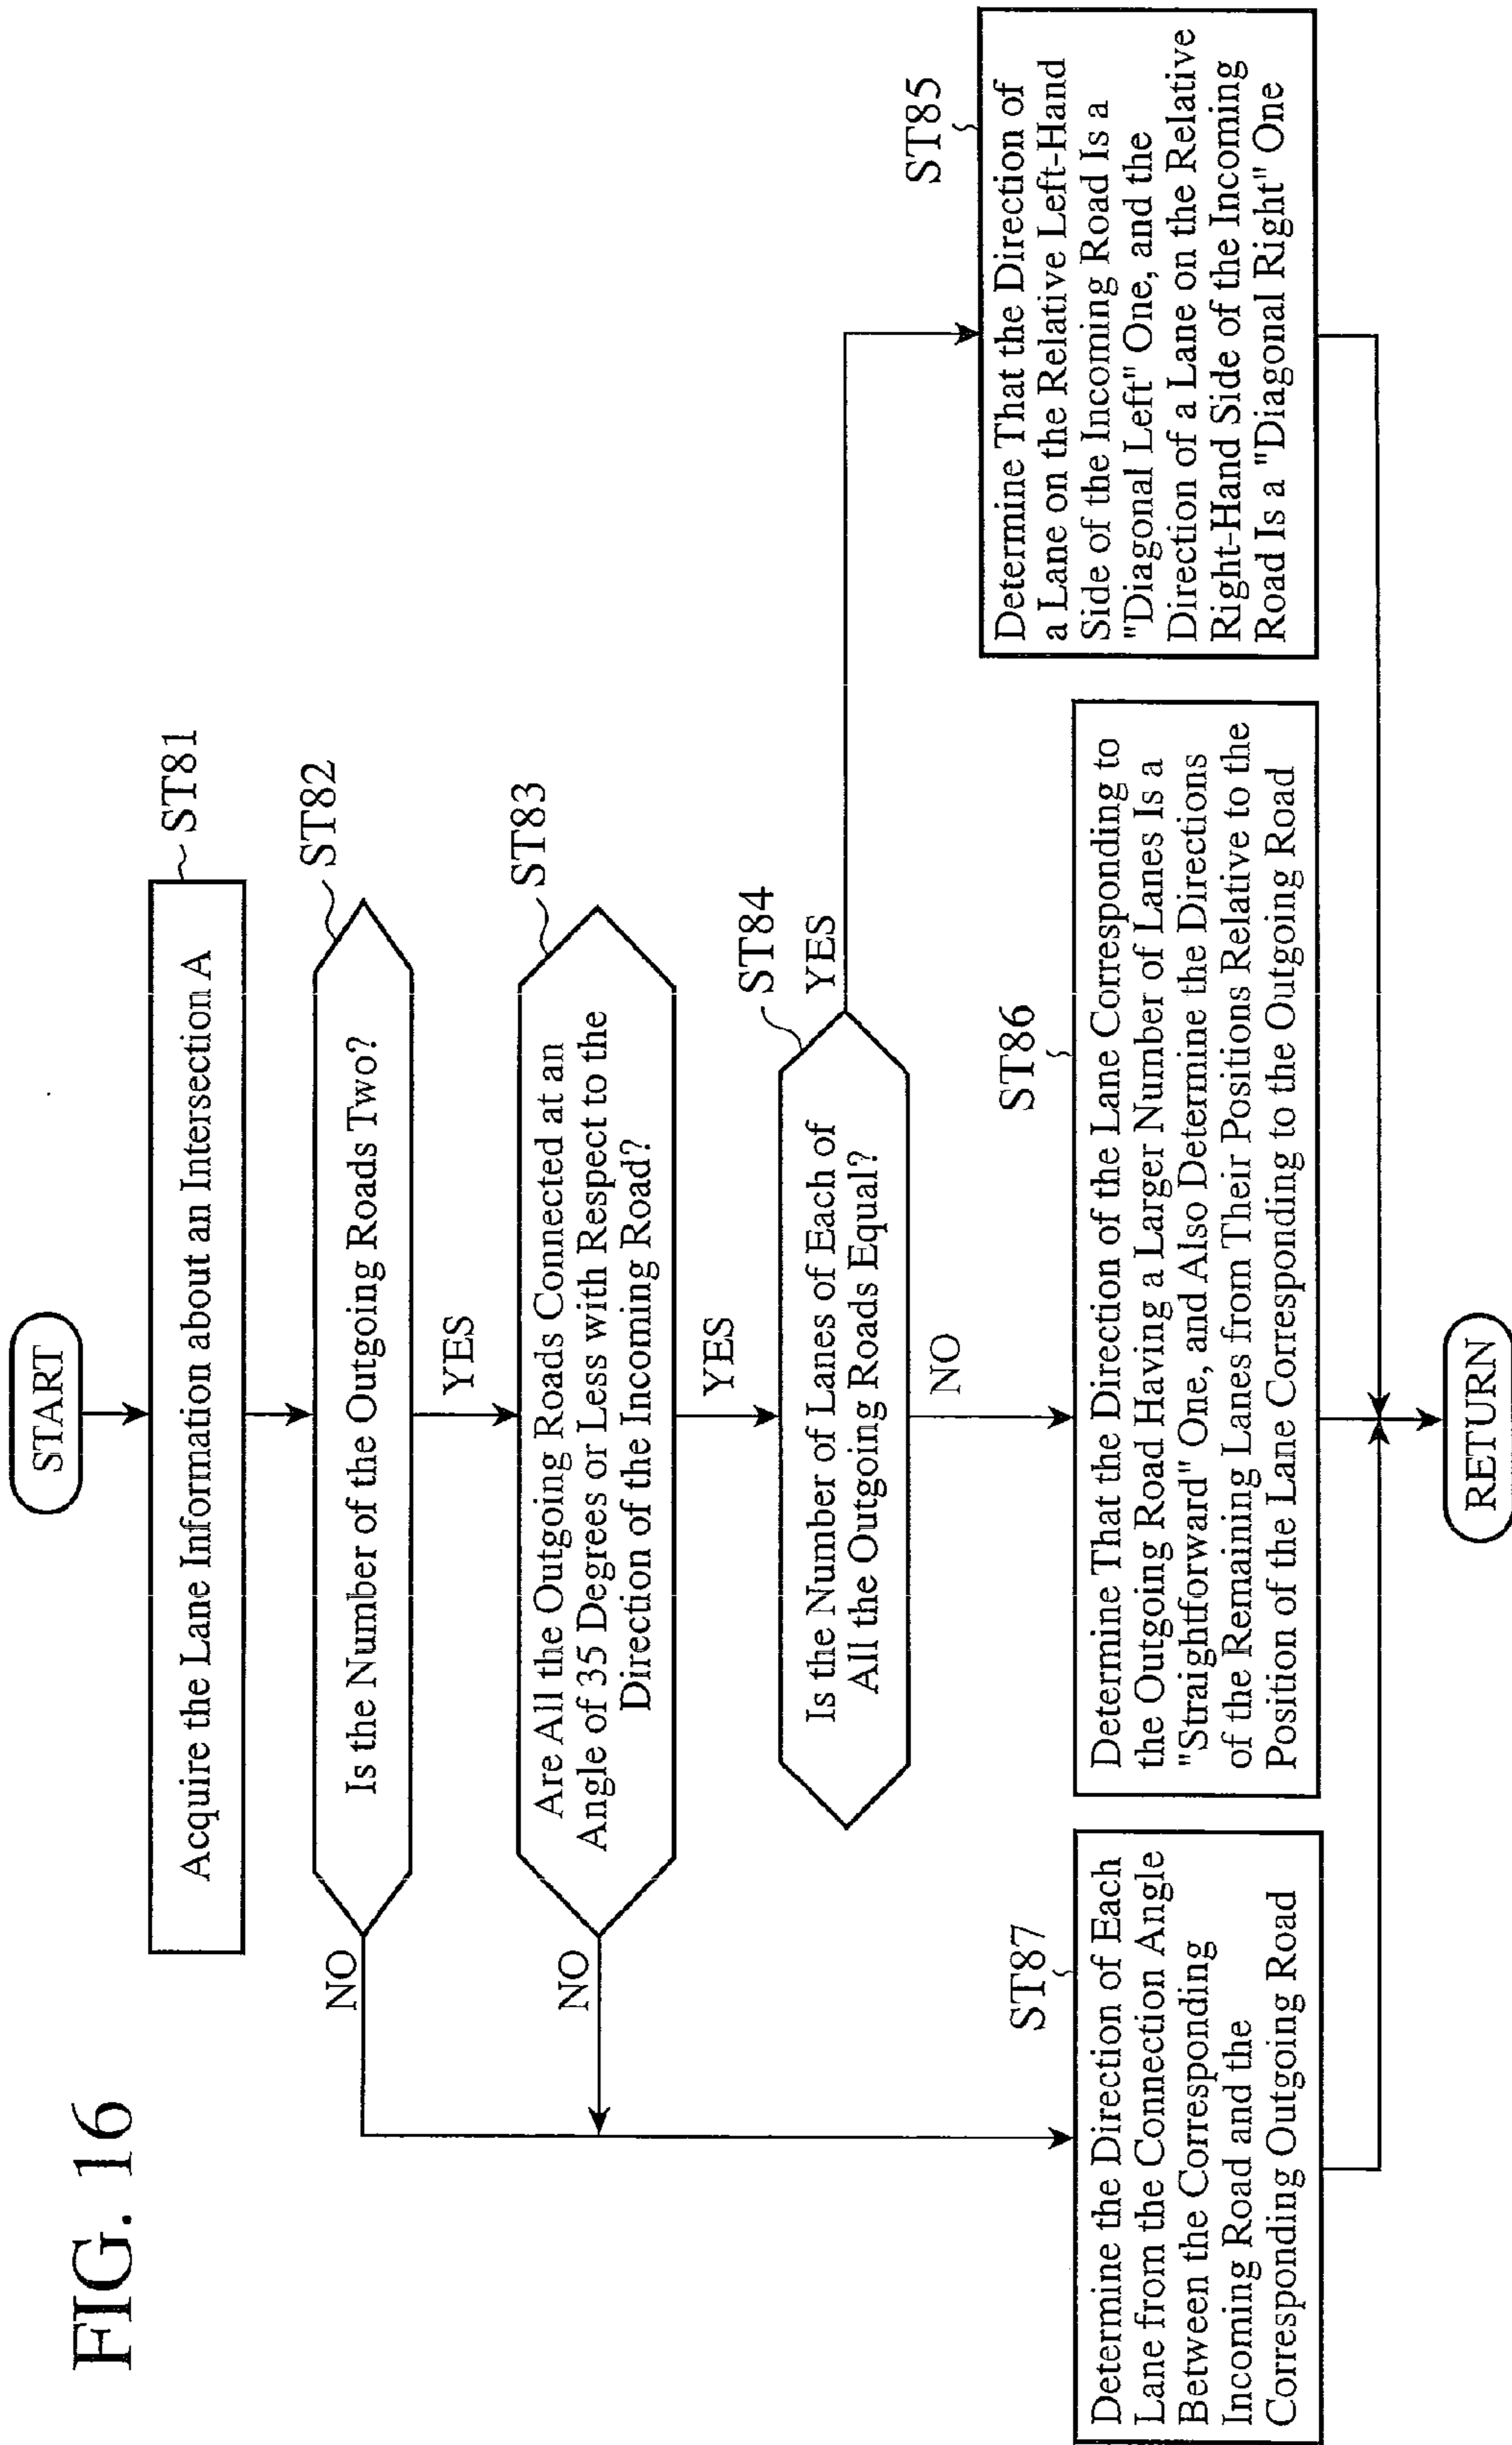 FIG. 16
START
Acquire the Lane Information about an Intersection A
ST81
Is the Number of the Outgoing Roads Two?
ST82
NO
YES
Are All the Outgoing Roads Connected at an
Angle of 35 Degrees or Less with Respect to the
Direction of the Incoming Road?
ST83
NO
YES
Is the Number of Lanes of Each of
All the Outgoing Roads Equal?
ST84
YES
NO
ST87
Determine the Direction of Each
Lane from the Connection Angle
Between the Corresponding
Incoming Road and the
Corresponding Outgoing Road
ST86
Determine That the Direction of the Lane Corresponding to
the Outgoing Road Having a Larger Number of Lanes Is a
"Straightforward" One, and Also Determine the Directions
of the Remaining Lanes from Their Positions Relative to the
Position of the Lane Corresponding to the Outgoing Road
ST85
Determine That the Direction of
a Lane on the Relative Left-Hand
Side of the Incoming Road Is a
"Diagonal Left" One, and the
Direction of a Lane on the Relative
Right-Hand Side of the Incoming
Road Is a "Diagonal Right" One
RETURN